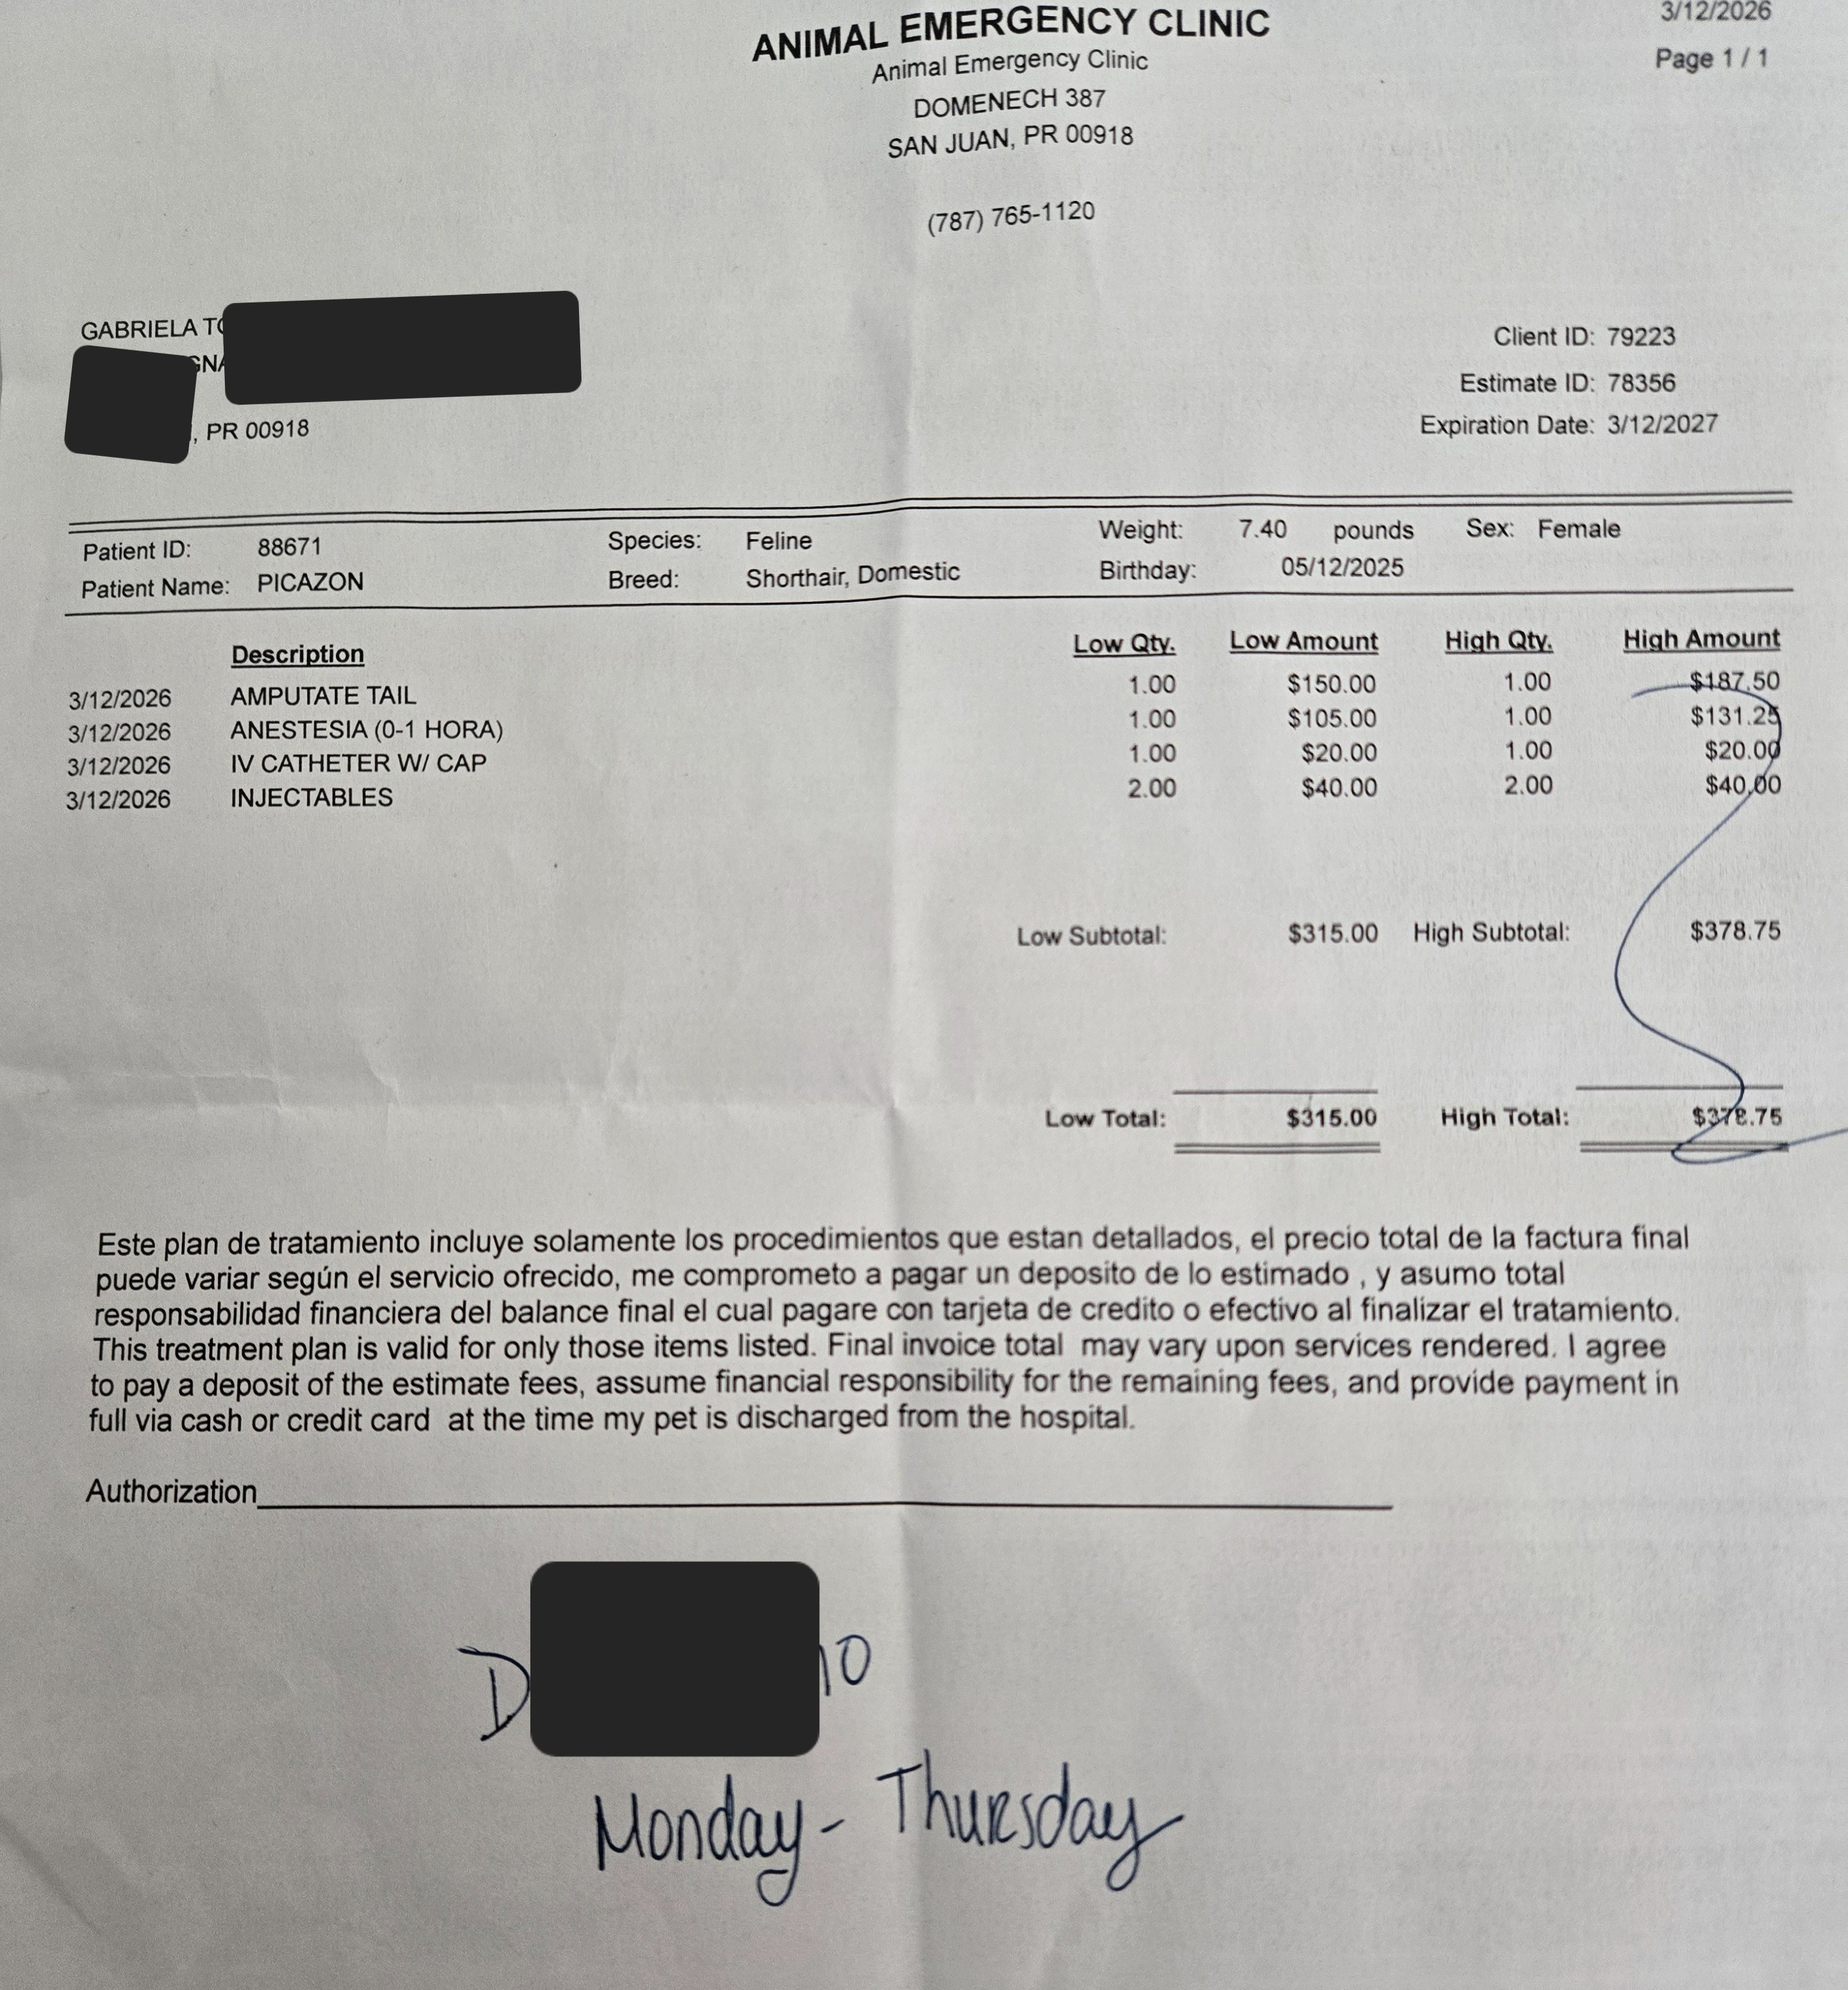 3/12/2026
Page 1 / 1
ANIMAL EMERGENCY CLINIC
Animal Emergency Clinic
DOMENECH 387
SAN JUAN, PR 00918
(787) 765-1120
GABRIELA
, PR 00918
Client ID: 79223
Estimate ID: 78356
Expiration Date: 3/12/2027
Patient ID: 88671 Species: Feline Weight: 7.40 pounds Sex: Female
Patient Name: PICAZON Breed: Shorthair, Domestic Birthday: 05/12/2025
Description Low Qty. Low Amount High Qty. High Amount
3/12/2026 AMPUTATE TAIL 1.00 $150.00 1.00 $187.50
3/12/2026 ANESTESIA (0-1 HORA) 1.00 $105.00 1.00 $131.25
3/12/2026 IV CATHETER W/ CAP 1.00 $20.00 1.00 $20.00
3/12/2026 INJECTABLES 2.00 $40.00 2.00 $40.00
Low Subtotal: $315.00 High Subtotal: $378.75
Low Total: $315.00 High Total: $378.75
Este plan de tratamiento incluye solamente los procedimientos que estan detallados, el precio total de la factura final
puede variar según el servicio ofrecido, me comprometo a pagar un deposito de lo estimado , y asumo total
responsabilidad financiera del balance final el cual pagare con tarjeta de credito o efectivo al finalizar el tratamiento.
This treatment plan is valid for only those items listed. Final invoice total may vary upon services rendered. I agree
to pay a deposit of the estimate fees, assume financial responsibility for the remaining fees, and provide payment in
full via cash or credit card at the time my pet is discharged from the hospital.
Authorization
Monday - Thursday